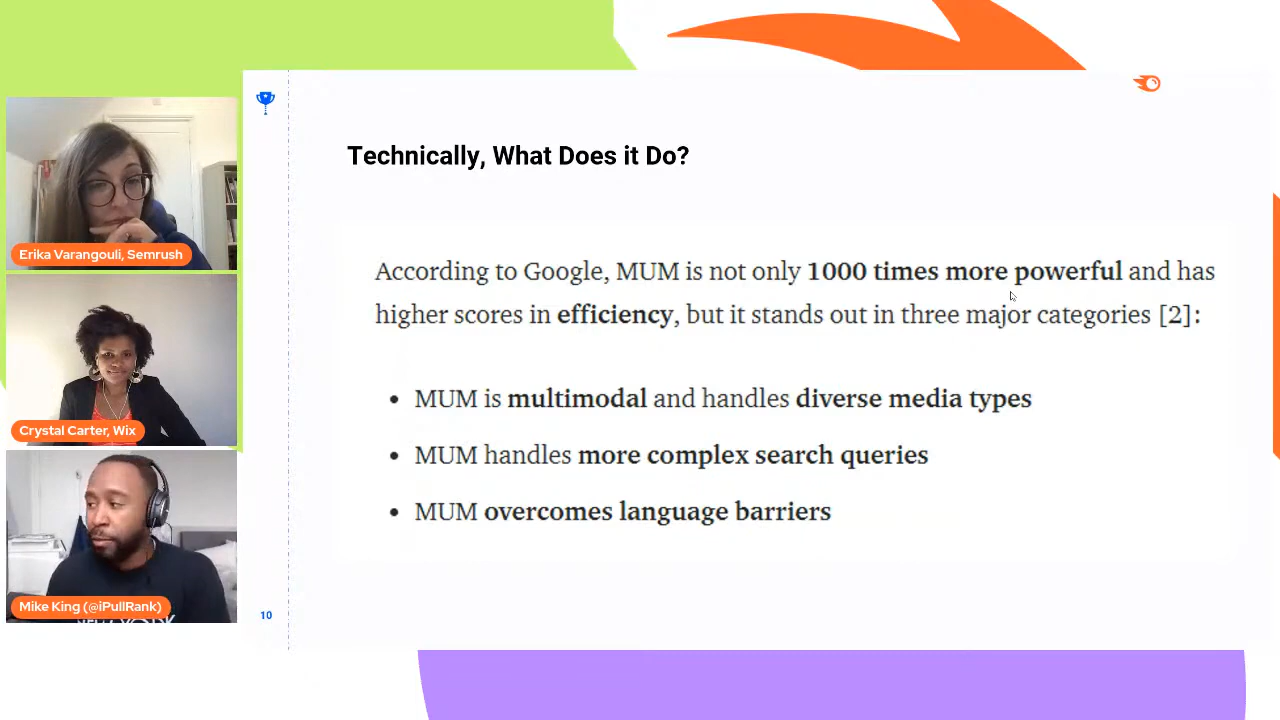 Technically, What Does it Do?
According to Google, MUM is not only 1000 times more powerful and has
higher scores in efficiency, but it stands out in three major categories [2]:
• MUM is multimodal and handles diverse media types
• MUM handles more complex search queries
• MUM overcomes language barriers
10
Erika Varangouli, Semrush
Crystal Carter, Wix
Mike King (@iPullRank)